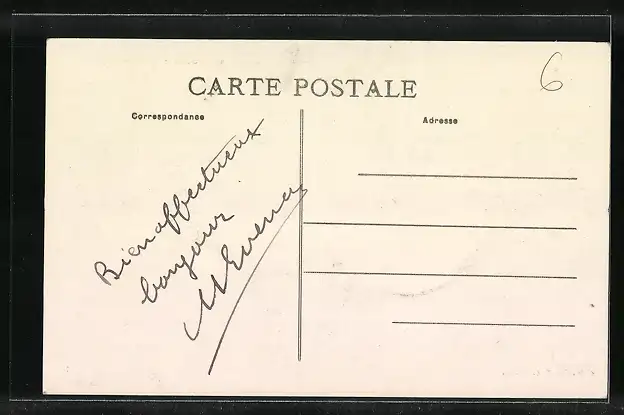 CARTE POSTALE
6
Correspondance
Adresse
Bien affectueux
bonjour